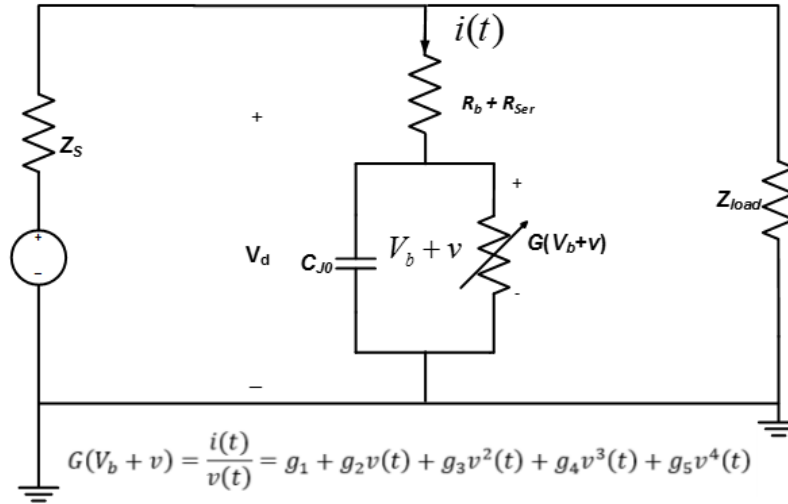 i(t)
+
R_b + R_Ser
Z_S
+
+
V_d
C_J0
V_b + v
G(V_b+v)
Z_load
−
-
−
G(V_b + v) = i(t)/v(t) = g_1 + g_2v(t) + g_3v^2(t) + g_4v^3(t) + g_5v^4(t)